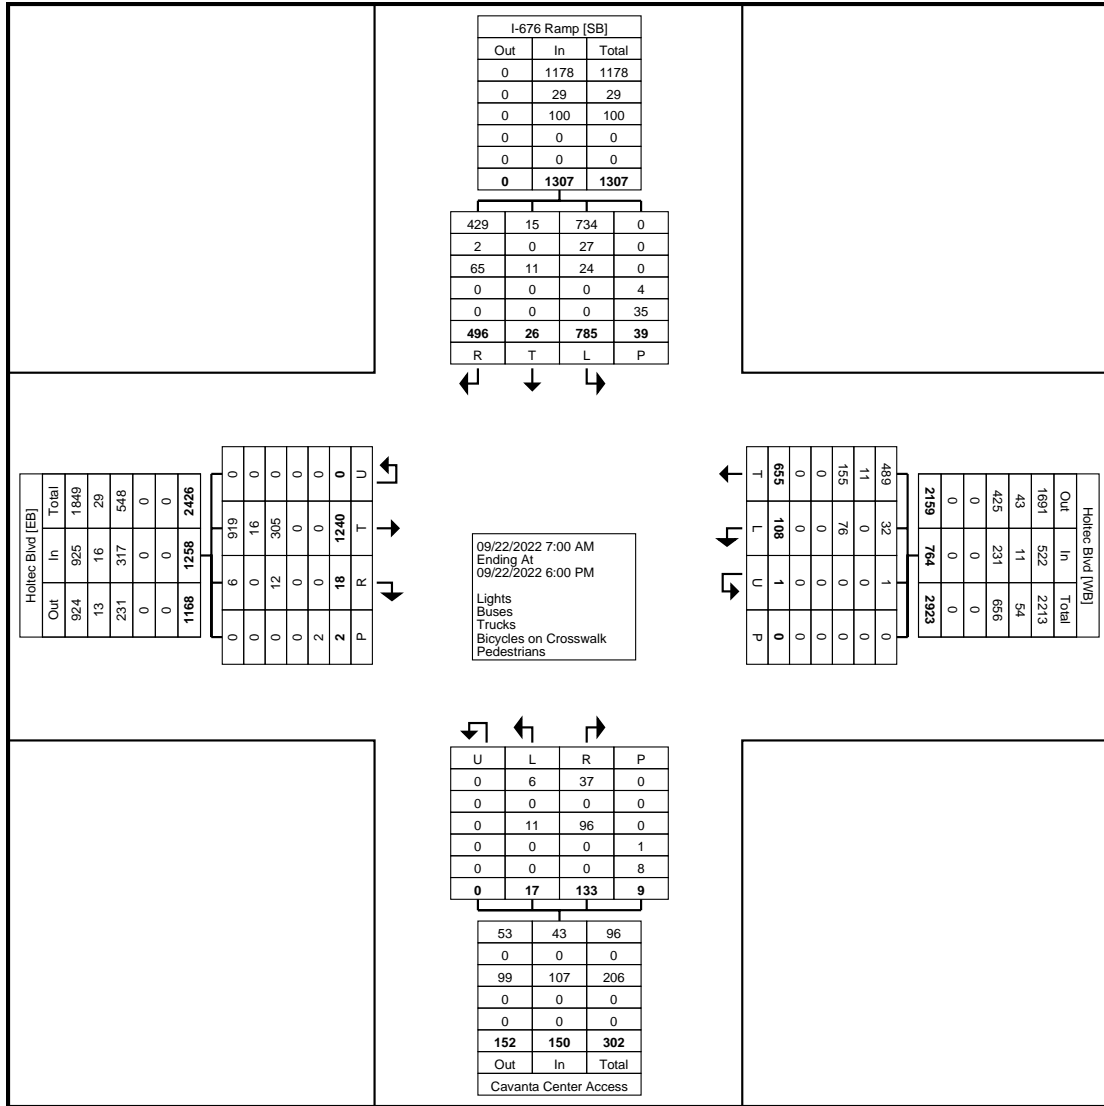 I-676 Ramp [SB]
Out In Total
0 1178 1178
0 29 29
0 100 100
0 0 0
0 0 0
0 1307 1307
429 15 734 0
2 0 27 0
65 11 24 0
0 0 0 4
0 0 0 35
496 26 785 39
R T L P
Holtec Blvd [EB]
Total In Out
1849 925 924
29 16 13
548 317 231
0 0 0
0 0 0
2426 1258 1168
0 919 6 0
0 16 0 0
0 305 12 0
0 0 0 0
0 0 0 2
0 1240 18 2
U T R P
09/22/2022 7:00 AM
Ending At
09/22/2022 6:00 PM
Lights
Buses
Trucks
Bicycles on Crosswalk
Pedestrians
T L U P
655 108 1 0
0 0 0 0
0 0 0 0
155 76 0 0
11 0 0 0
489 32 1 0
Holtec Blvd [WB]
Out In Total
1691 522 2213
43 11 54
425 231 656
0 0 0
0 0 0
2159 764 2923
U L R P
0 6 37 0
0 0 0 0
0 11 96 0
0 0 0 1
0 0 0 8
0 17 133 9
53 43 96
0 0 0
99 107 206
0 0 0
0 0 0
152 150 302
Out In Total
Cavanta Center Access